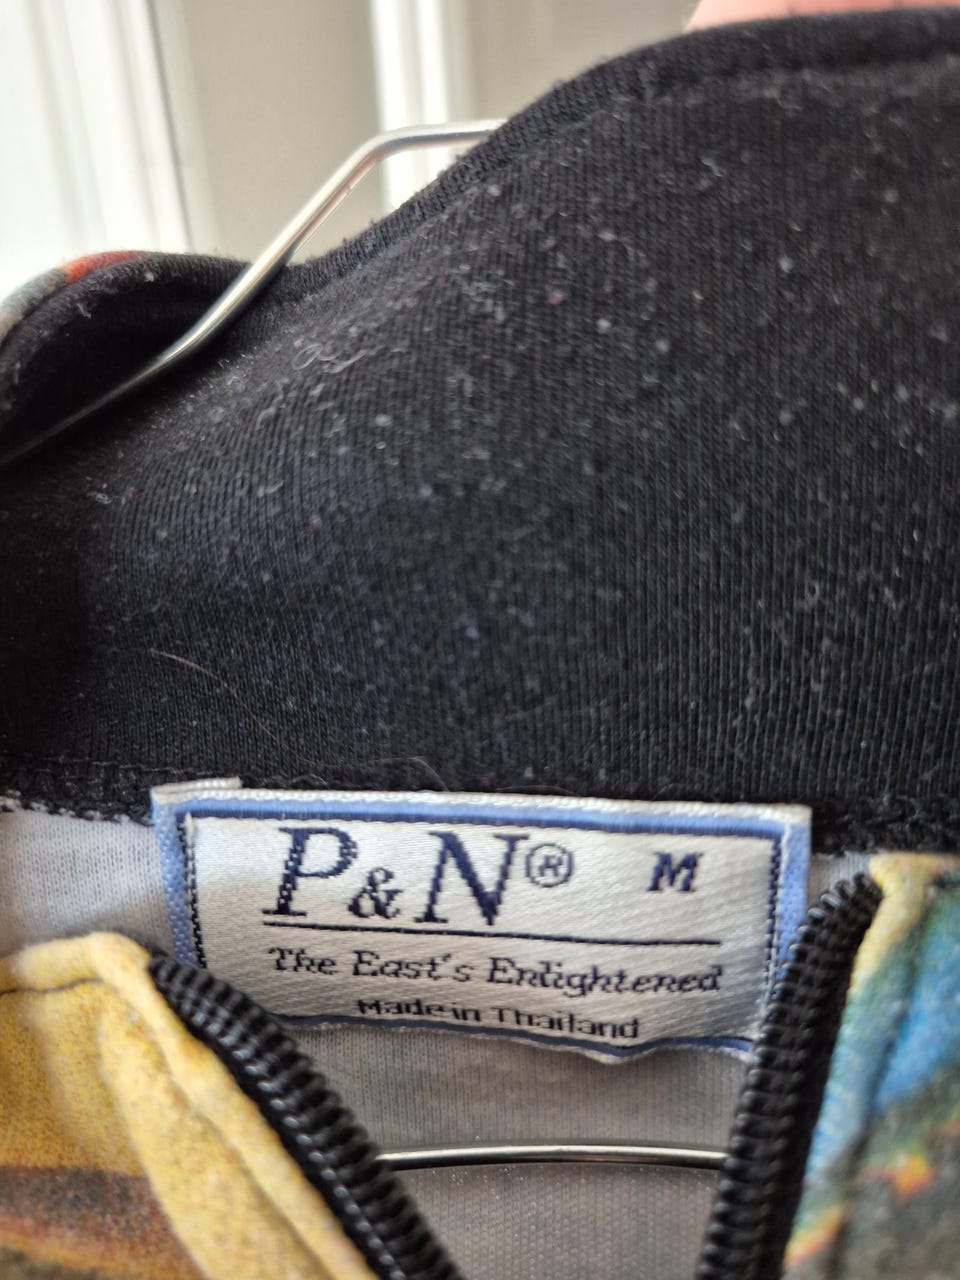 P&N® M
The East's Enlightened
Made in Thailand